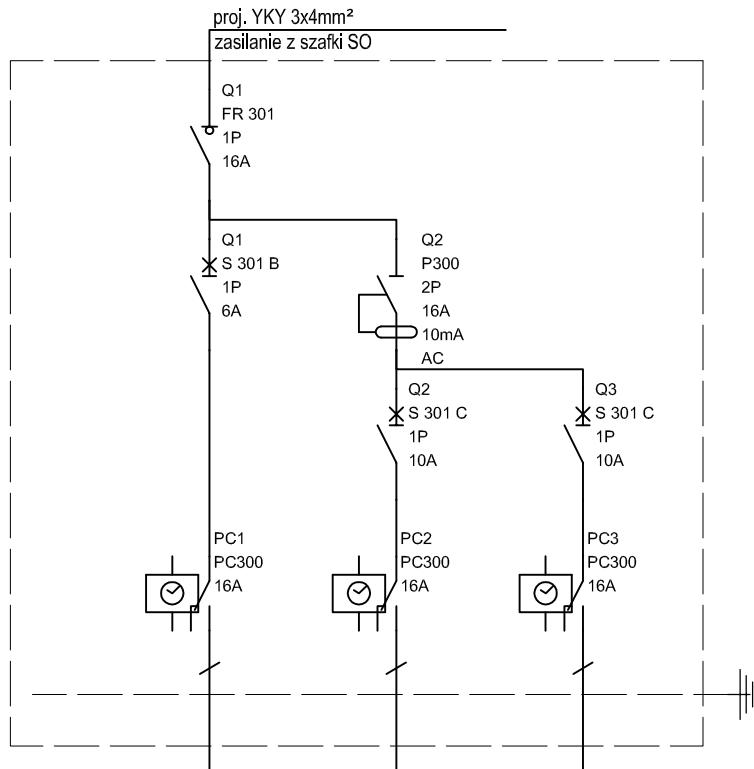 proj. YKY 3x4mm²
zasilanie z szafki SO
Q1
FR 301
1P
16A
Q1
S 301 B
1P
6A
Q2
P300
2P
16A
10mA
AC
Q2
S 301 C
1P
10A
Q3
S 301 C
1P
10A
PC1
PC300
16A
PC2
PC300
16A
PC3
PC300
16A